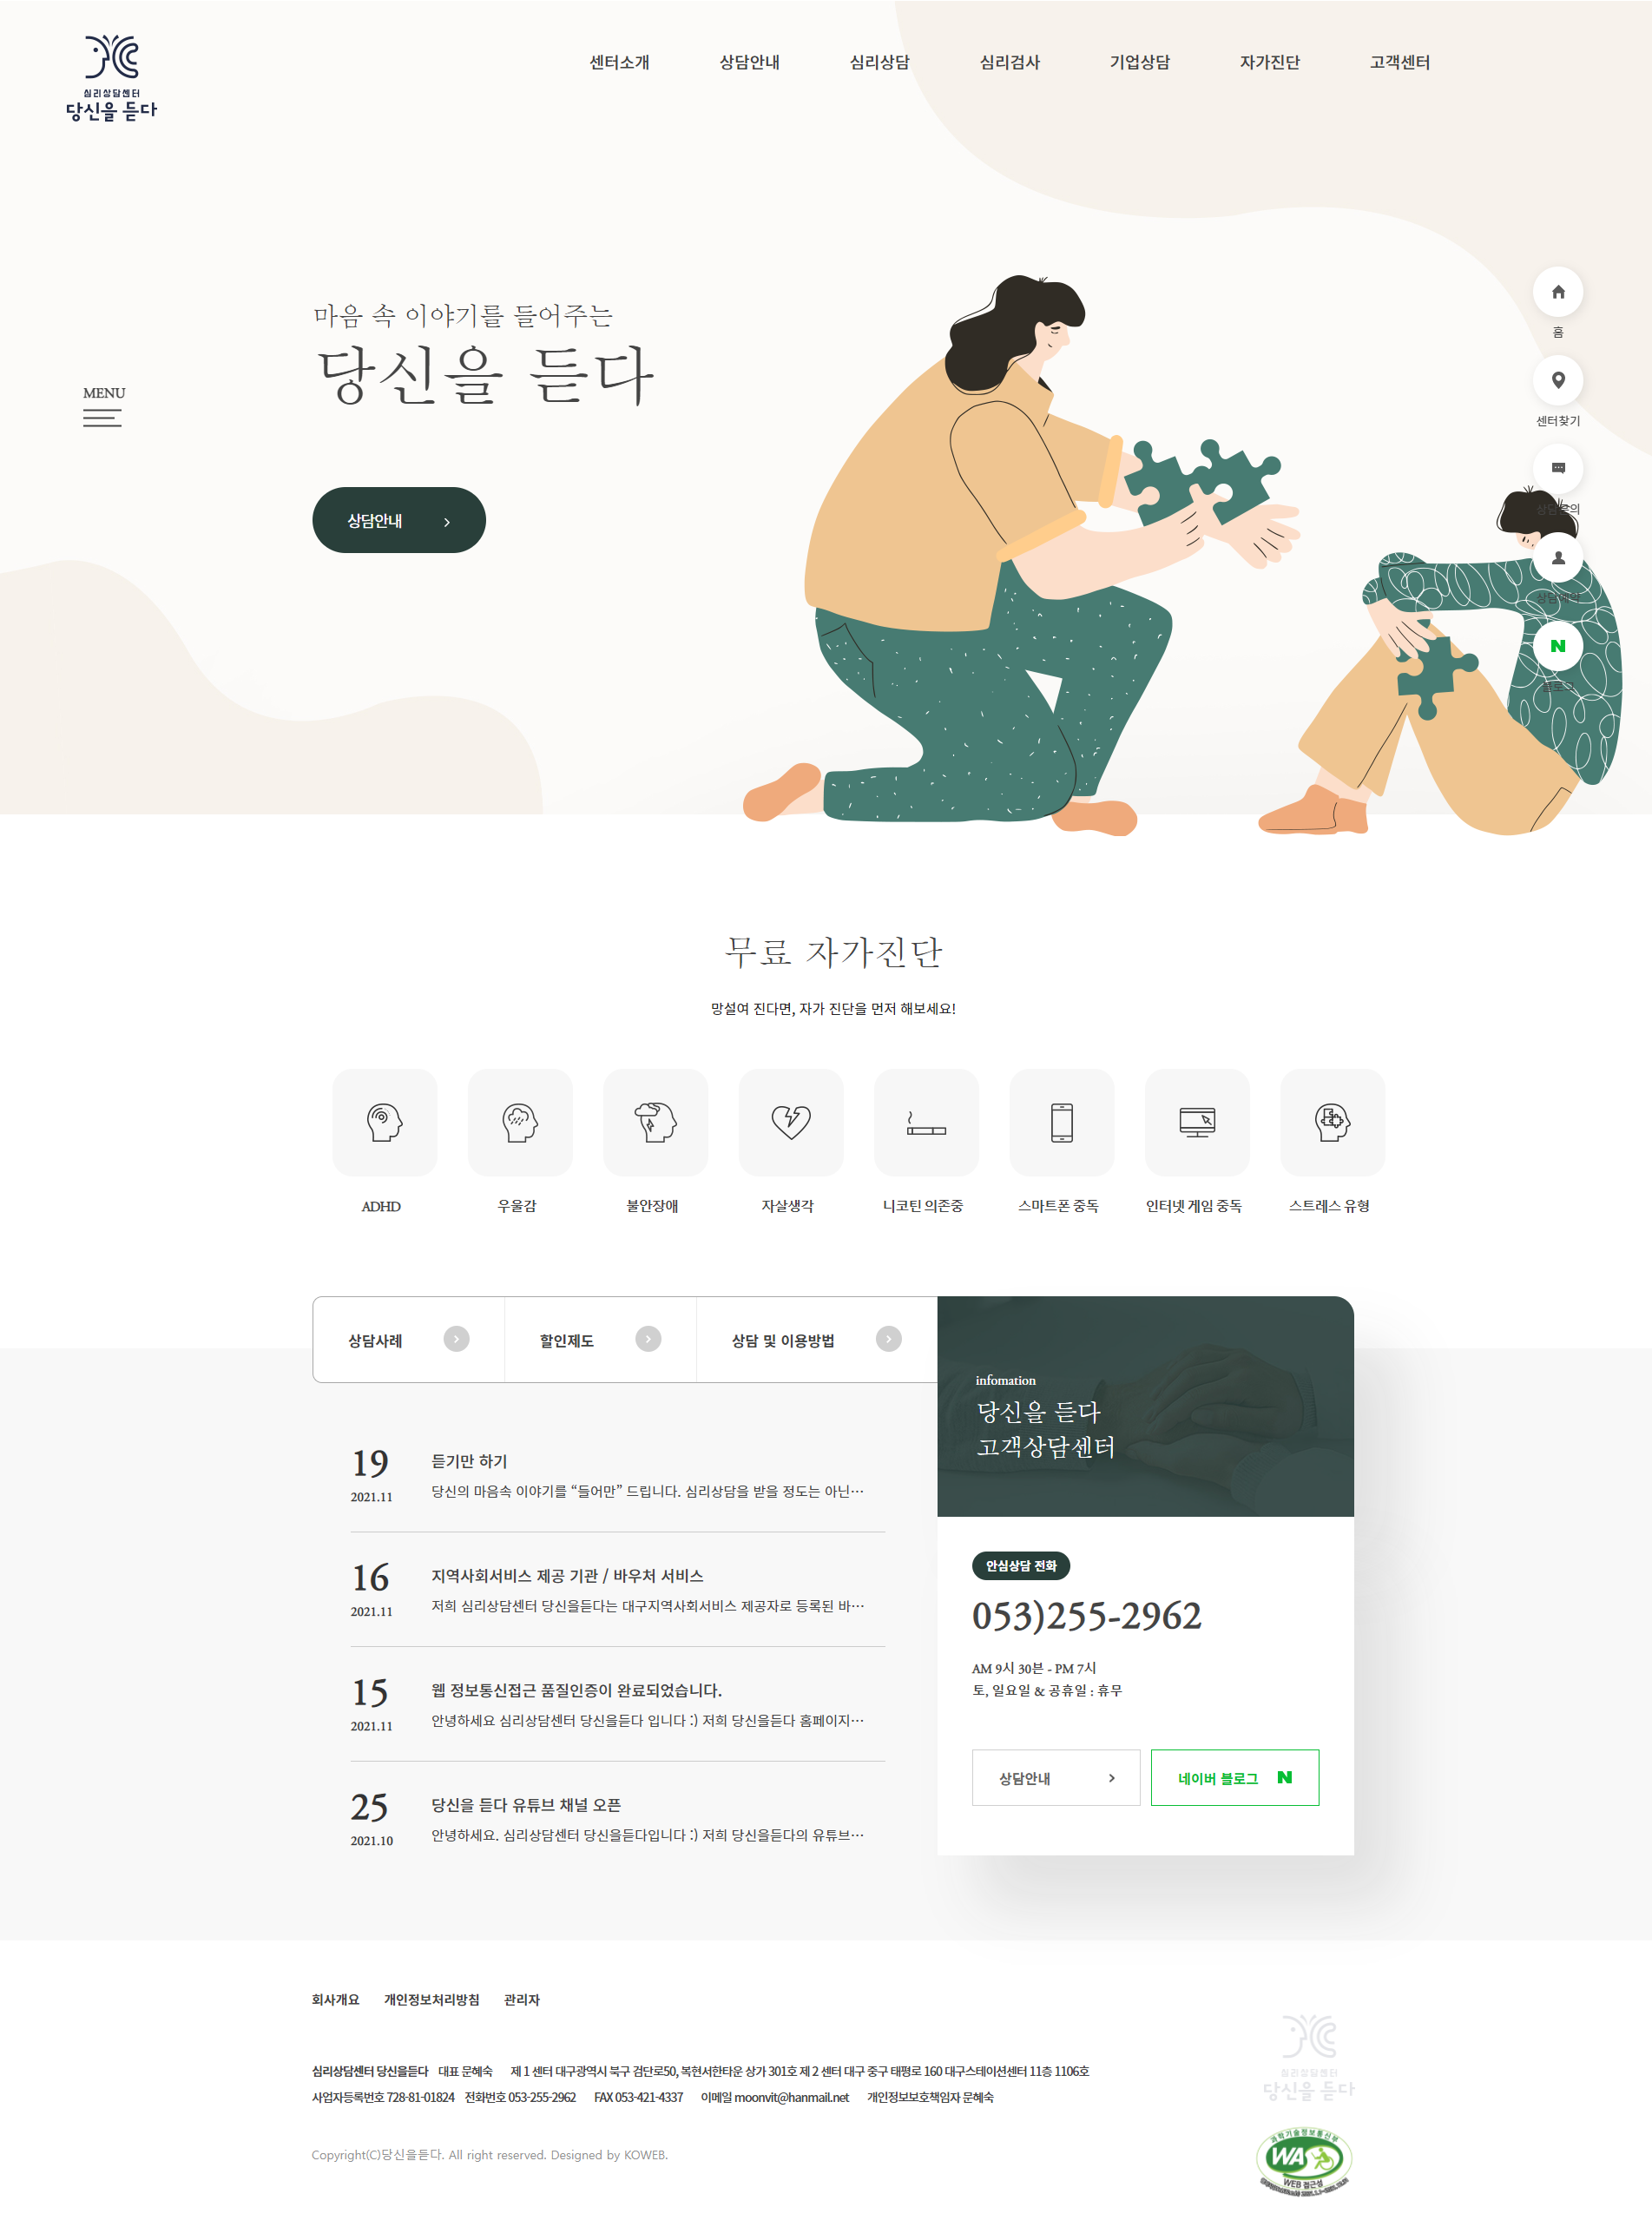 심리상담센터
당신을 듣다
센터소개
상담안내
심리상담
심리검사
기업상담
자가진단
고객센터
마음 속 이야기를 들어주는
당신을 듣다
MENU
상담안내
홈
센터찾기
상담문의
상담예약
블로그
무료 자가진단
망설여 진다면, 자가 진단을 먼저 해보세요!
ADHD
우울감
불안장애
자살생각
니코틴 의존중
스마트폰 중독
인터넷 게임 중독
스트레스 유형
상담사례
할인제도
상담 및 이용방법
19
2021.11
듣기만 하기
당신의 마음속 이야기를 “들어만” 드립니다. 심리상담을 받을 정도는 아닌…
16
2021.11
지역사회서비스 제공 기관 / 바우처 서비스
저희 심리상담센터 당신을듣다는 대구지역사회서비스 제공자로 등록된 바…
15
2021.11
웹 정보통신접근 품질인증이 완료되었습니다.
안녕하세요 심리상담센터 당신을듣다 입니다 :) 저희 당신을듣다 홈페이지…
25
2021.10
당신을 듣다 유튜브 채널 오픈
안녕하세요. 심리상담센터 당신을듣다입니다 :) 저희 당신을듣다의 유튜브…
infomation
당신을 듣다
고객상담센터
안심상담 전화
053)255-2962
AM 9시 30분 - PM 7시
토, 일요일 & 공휴일 : 휴무
상담안내
네이버 블로그 N
회사개요 개인정보처리방침 관리자
심리상담센터 당신을듣다 대표 문혜숙 제 1 센터 대구광역시 북구 검단로50, 복현서한타운 상가 301호 제 2 센터 대구 중구 태평로 160 대구스테이션센터 11층 1106호
사업자등록번호 728-81-01824 전화번호 053-255-2962 FAX 053-421-4337 이메일 moonvit@hanmail.net 개인정보보호책임자 문혜숙
Copyright(C)당신을듣다. All right reserved. Designed by KOWEB.
심리상담센터
당신을 듣다
과학기술정보통신부
WA
WEB 접근성